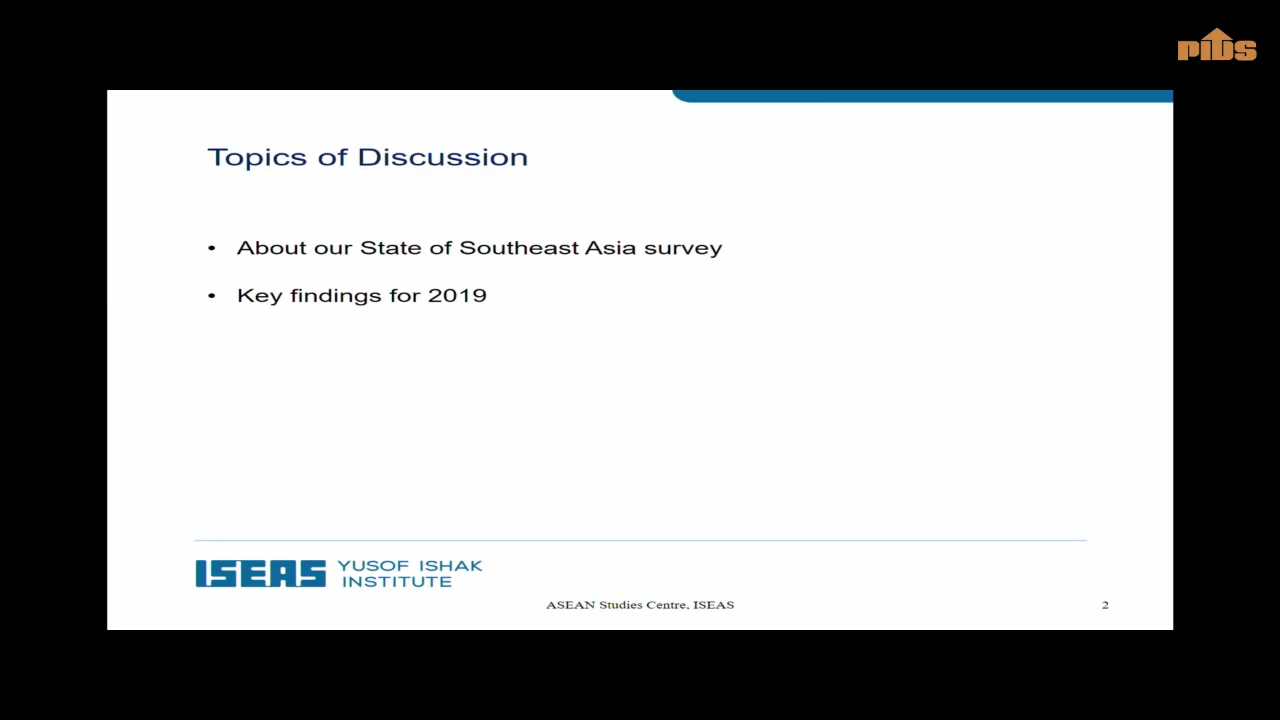 PIDS
Topics of Discussion
• About our State of Southeast Asia survey
• Key findings for 2019
ISEAS YUSOF ISHAK
INSTITUTE
ASEAN Studies Centre, ISEAS
2